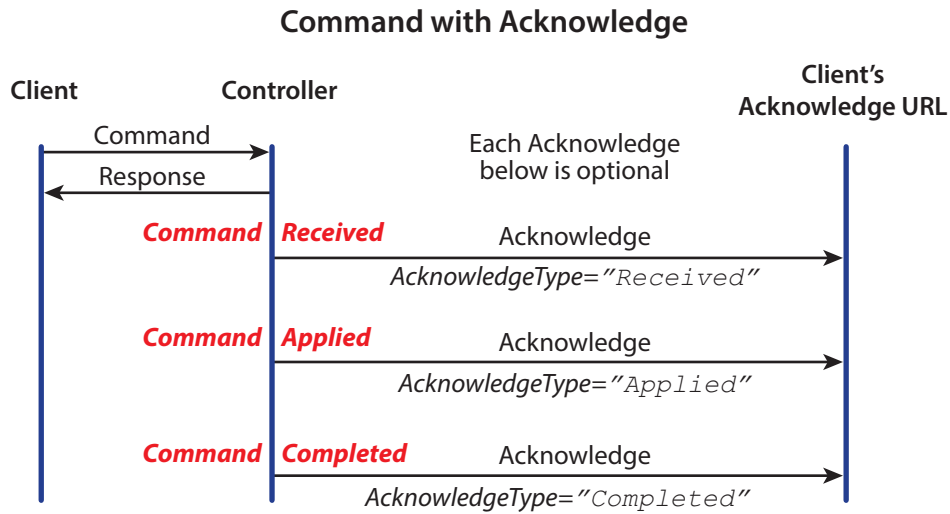 Command with Acknowledge
Client
Controller
Client's
Acknowledge URL
Command
Response
Each Acknowledge
below is optional
Command Received
Acknowledge
AcknowledgeType="Received"
Command Applied
Acknowledge
AcknowledgeType="Applied"
Command Completed
Acknowledge
AcknowledgeType="Completed"